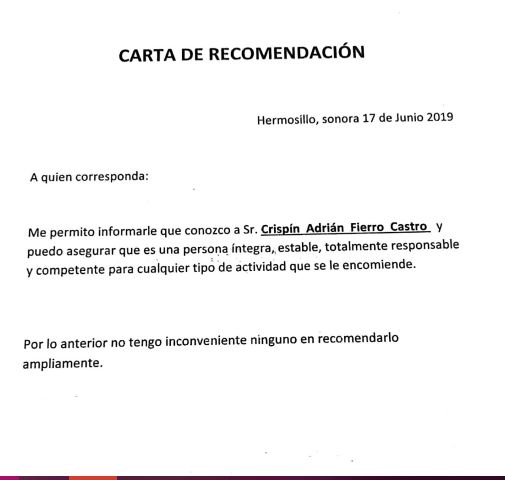 CARTA DE RECOMENDACIÓN
Hermosillo, sonora 17 de Junio 2019
A quien corresponda:
Me permito informarle que conozco a Sr. Crispín Adrián Fierro Castro y
puedo asegurar que es una persona íntegra, estable, totalmente responsable
y competente para cualquier tipo de actividad que se le encomiende.
Por lo anterior no tengo inconveniente ninguno en recomendarlo
ampliamente.